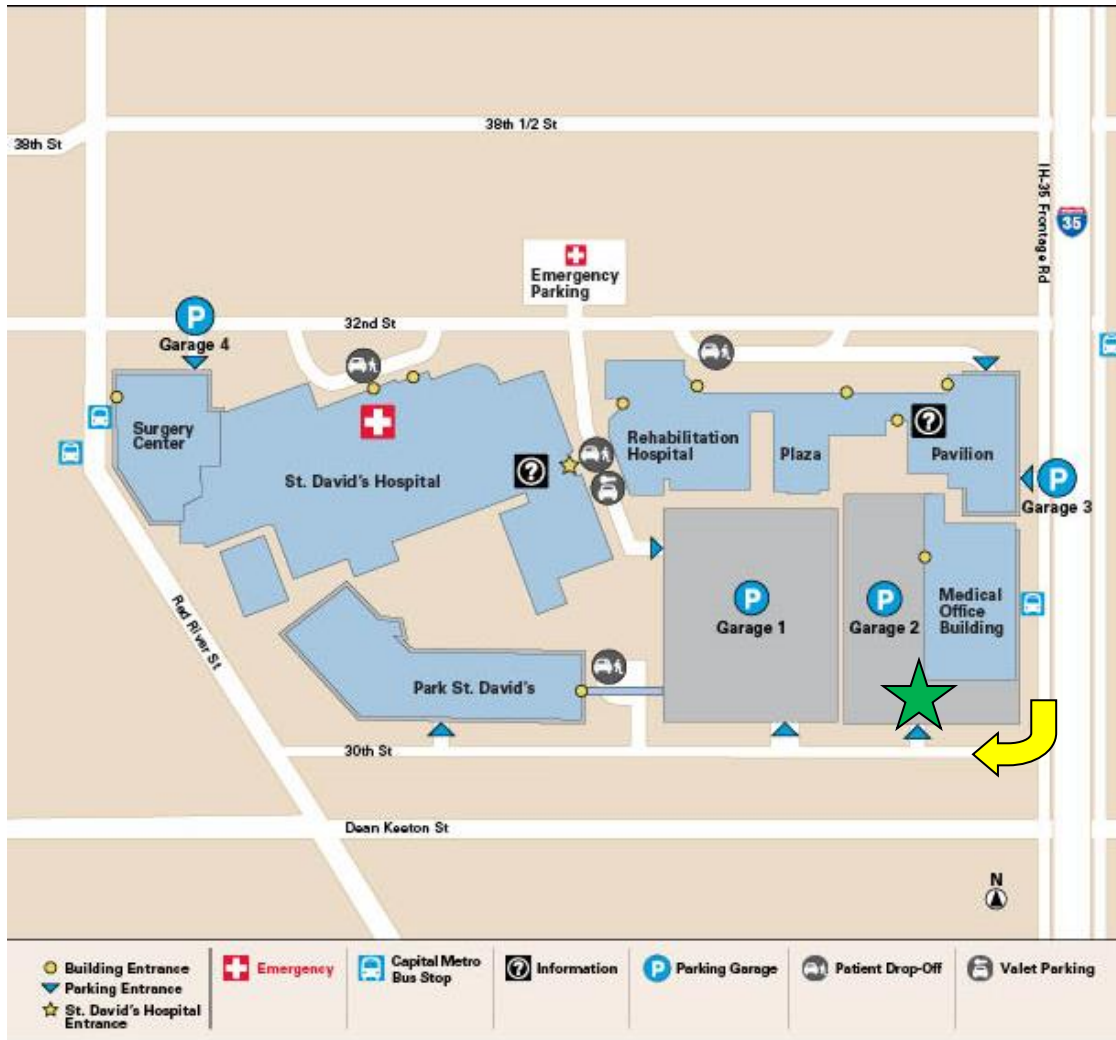 38th 1/2 St
38th St
IH-35 Frontage Rd
35
Emergency
Parking
32nd St
P
Garage 4
Surgery
Center
St. David's Hospital
?
Rehabilitation
Hospital
Plaza
?
Pavilion
P
Garage 3
P
Garage 1
P
Garage 2
Medical
Office
Building
Red River St
Park St. David's
30th St
Dean Keeton St
N
Building Entrance
Parking Entrance
St. David's Hospital
Entrance
Emergency
Capital Metro
Bus Stop
?
Information
P
Parking Garage
Patient Drop-Off
Valet Parking